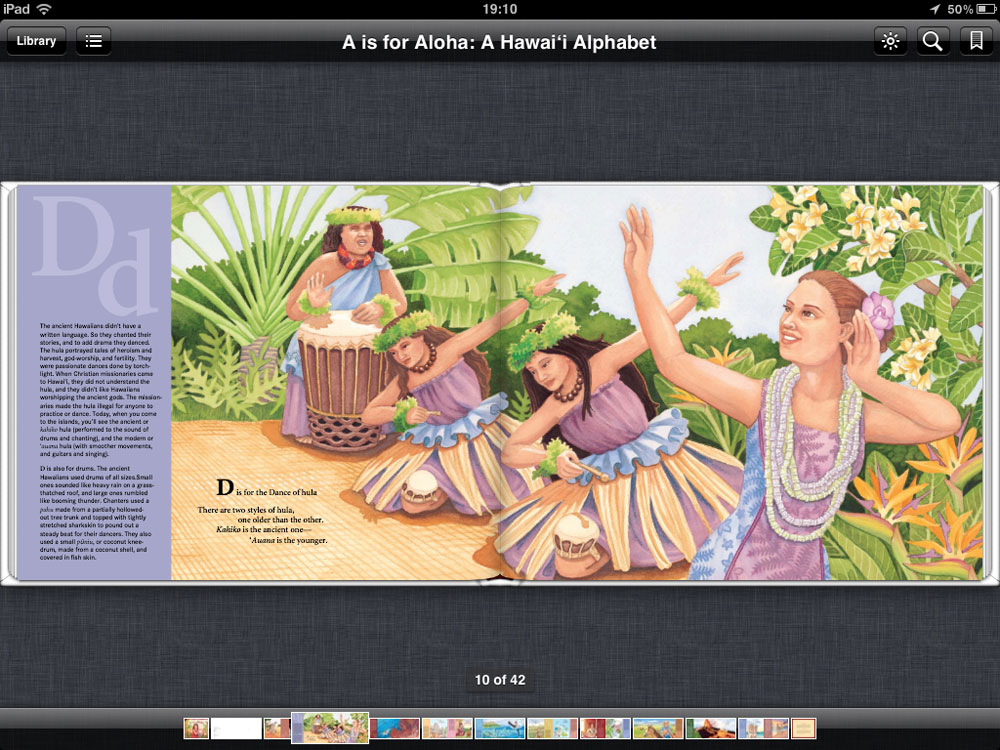 iPad 19:10 50%
Library A is for Aloha: A Hawaiʻi Alphabet
Dd
The ancient Hawaiians didn't have a
written language. So they chanted their
stories, and to add drama they danced.
The hula portrayed tales of heroism and
harvest, god-worship, and fertility. They
were passionate dances done by torch-
light. When Christian missionaries came
to Hawai'i, they did not understand the
hula, and they didn't like Hawaiians
worshipping the ancient gods. The mission-
aries made the hula illegal for anyone to
practice or dance. Today, when you come
to the islands, you'll see the ancient or
kahiko hula (performed to the sound of
drums and chanting), and the modern or
'auana hula (with smoother movements,
and guitars and singing).
D is also for drums. The ancient
Hawaiians used drums of all sizes.Small
ones sounded like heavy rain on a grass-
thatched roof, and large ones rumbled
like booming thunder. Chanters used a
pahu made from a partially hollowed-
out tree trunk and topped with tightly
stretched sharkskin to pound out a
steady beat for their dancers. They also
used a small pūniu, or coconut knee-
drum, made from a coconut shell, and
covered in fish skin.
D is for the Dance of hula
There are two styles of hula,
one older than the other.
Kahiko is the ancient one—
'Auana is the younger.
10 of 42